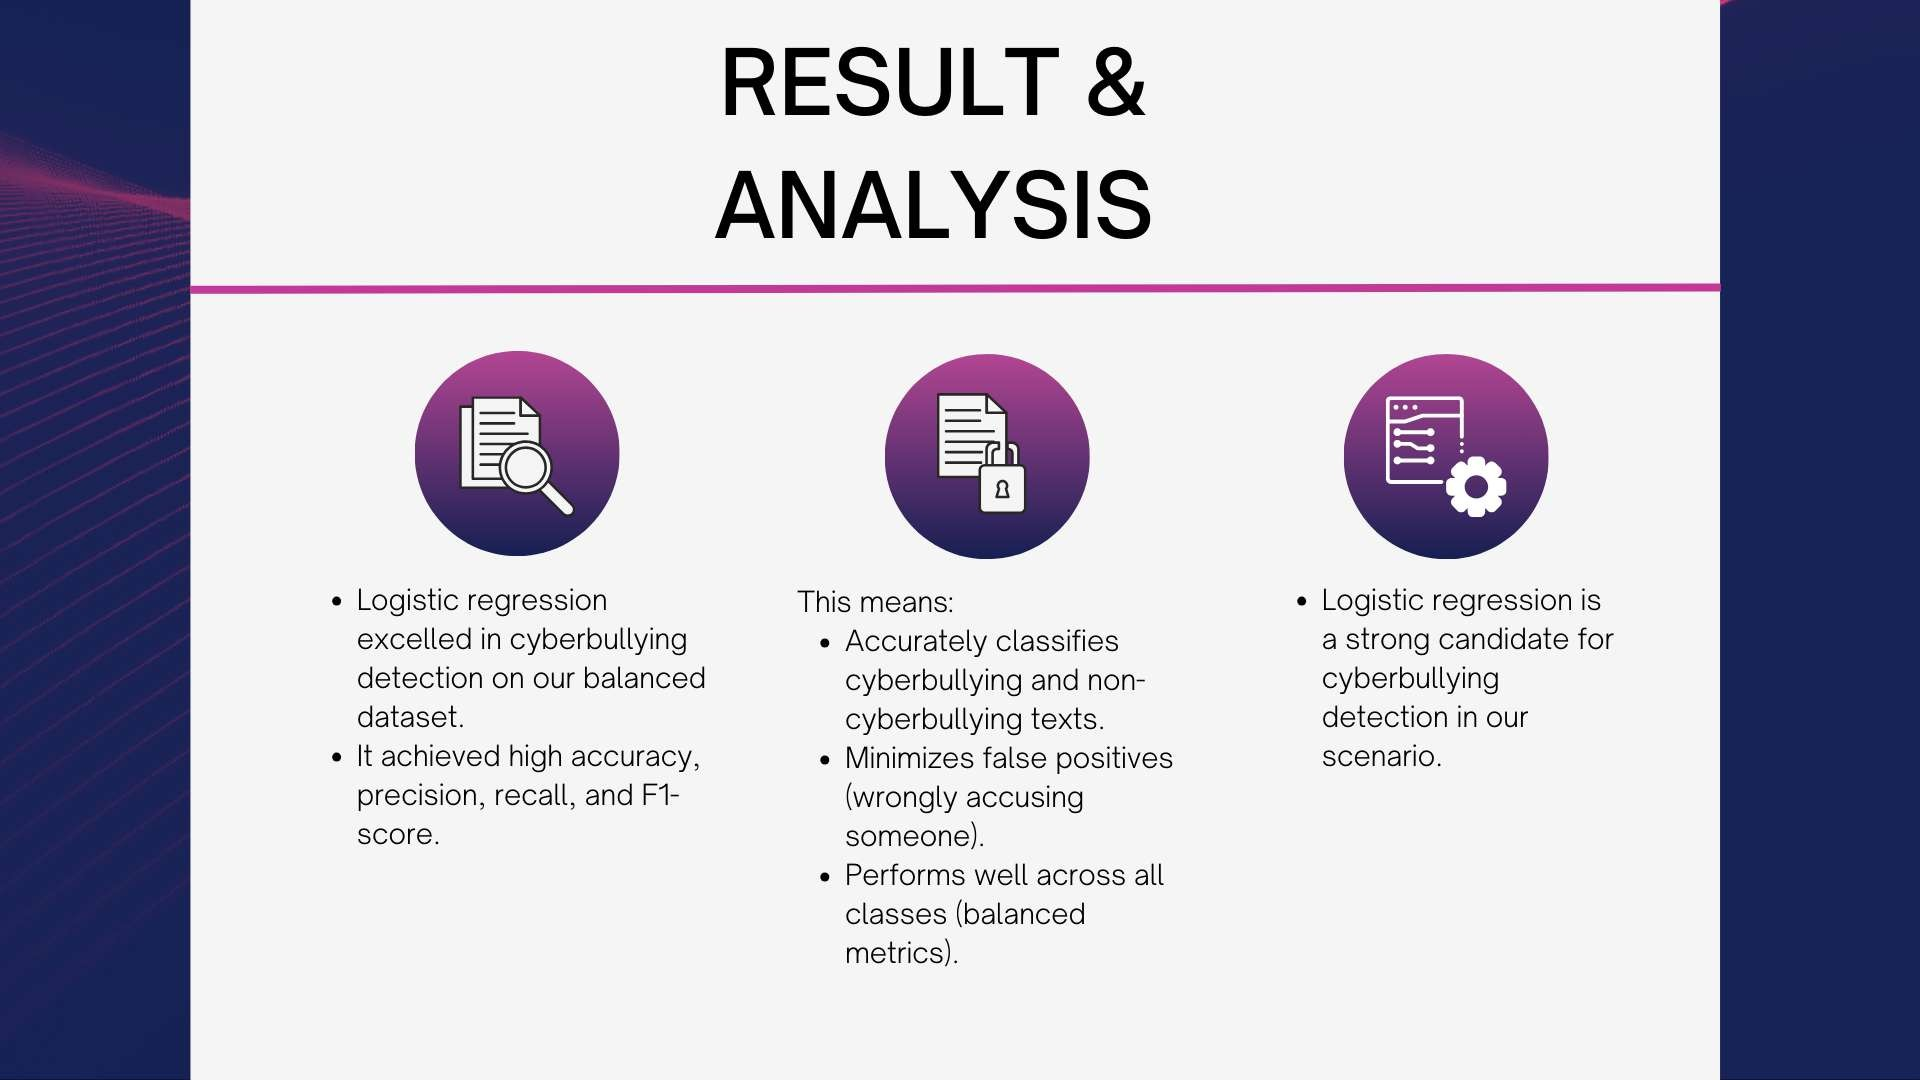 RESULT &
ANALYSIS
• Logistic regression
excelled in cyberbullying
detection on our balanced
dataset.
• It achieved high accuracy,
precision, recall, and F1-
score.
This means:
• Accurately classifies
cyberbullying and non-
cyberbullying texts.
• Minimizes false positives
(wrongly accusing
someone).
• Performs well across all
classes (balanced
metrics).
• Logistic regression is
a strong candidate for
cyberbullying
detection in our
scenario.